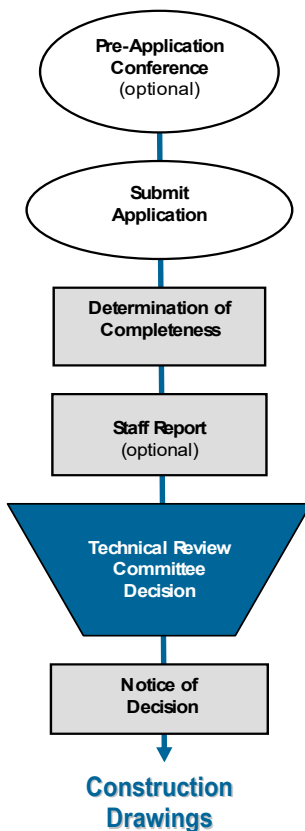 Pre-Application
Conference
(optional)
Submit
Application
Determination of
Completeness
Staff Report
(optional)
Technical Review
Committee
Decision
Notice of
Decision
Construction
Drawings